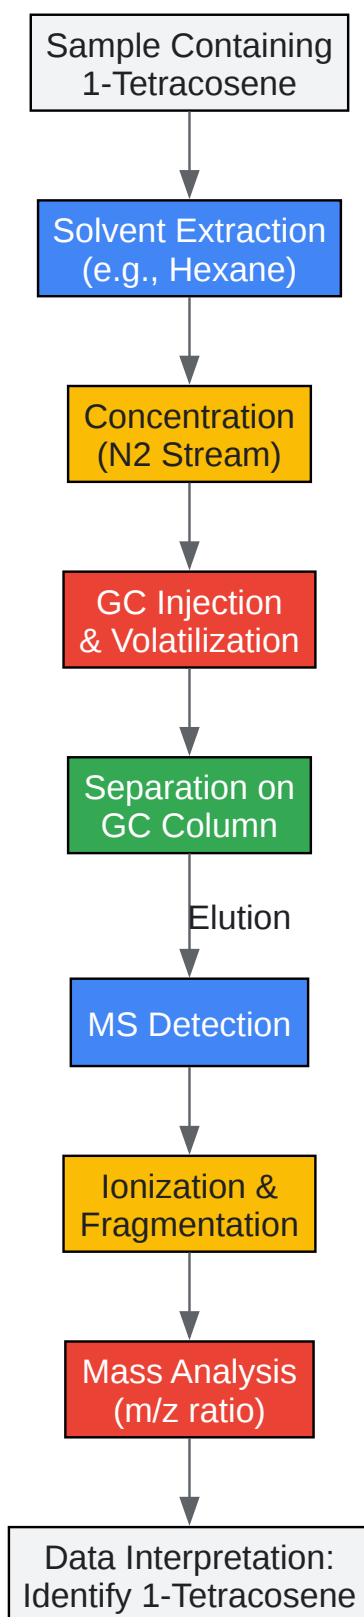 Sample Containing
1-Tetracosene
Solvent Extraction
(e.g., Hexane)
Concentration
(N2 Stream)
GC Injection
& Volatilization
Separation on
GC Column
Elution
MS Detection
Ionization &
Fragmentation
Mass Analysis
(m/z ratio)
Data Interpretation:
Identify 1-Tetracosene